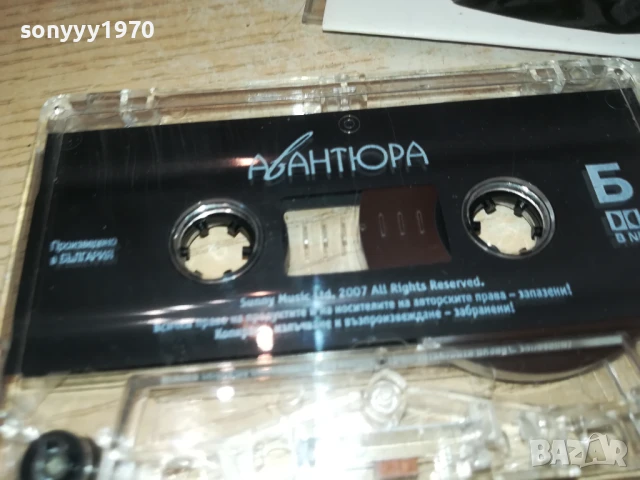 sonyyy1970
АВАНТЮРА
Б
Произведено
в БЪЛГАРИЯ
В
Sunny Music Ltd. 2007 All Rights Reserved.
Всички права на продуцентите и на носителите на авторските права – запазени!
излъчване и възпроизвеждане – забранени!
BAZAR